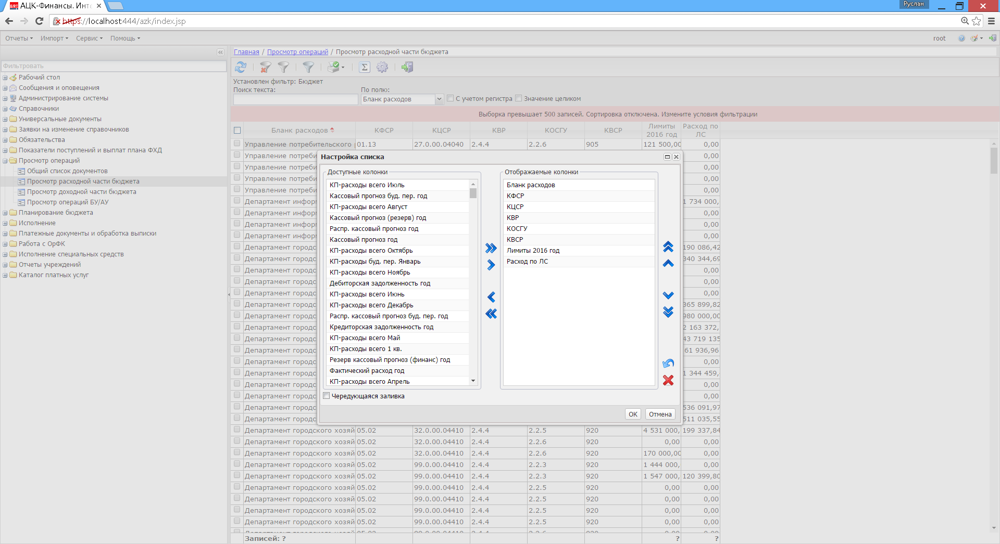 АЦК-Финансы. Инте
Руслан
https://localhost:444/azk/index.jsp
Отчеты Импорт Сервис Помощь root
Главная / Просмотр операций / Просмотр расходной части бюджета
Фильтровать
Рабочий стол
Сообщения и оповещения
Администрирование системы
Справочники
Универсальные документы
Заявки на изменение справочников
Обязательства
Показатели поступлений и выплат плана ФХД
Просмотр операций
Общий список документов
Просмотр расходной части бюджета
Просмотр доходной части бюджета
Просмотр операций БУ/АУ
Планирование бюджета
Исполнение
Платежные документы и обработка выписки
Работа с ОрФК
Исполнение специальных средств
Отчеты учреждений
Каталог платных услуг
Установлен фильтр: Бюджет
Поиск текста: По полю:
Бланк расходов С учетом регистра Значение целиком
Выборка превышает 500 записей. Сортировка отключена. Измените условия фильтрации
Бланк расходов КФСР КЦСР КВР КОСГУ КВСР Лимиты 2016 год Расход по ЛС
Управление потребительского 01.13 27.0.00.04040 2.4.4 2.2.6 905 121 500,00 0,00
Управление потреби 0,00
Управление потреби 0,00
Управление потреби 0,00
Управление потреби 0,00
Департамент инфор 1 734 000,
Департамент инфор 0,00
Департамент инфор 0,00
Департамент инфор 0,00
Департамент городс 190 086,42
Департамент городс 340 344,69
Департамент городс 0,00
Департамент городс 0,00
Департамент городс 0,00
Департамент городс 365 899,82
Департамент городс 980 000,00
Департамент городс 2 163 372,
Департамент городс 43 719 135
Департамент городс 61 936,96
Департамент городс 0,00
Департамент городс 1 344 459,
Департамент городс 0,00
Департамент городс 0,00
Департамент городс 536 091,97
Департамент городс 511 035,55
Департамент городского хозяй 05.02 32.0.00.04410 2.4.4 2.2.5 920 4 531 000, 199 337,84
Департамент городского хозяй 05.02 32.0.00.04410 2.4.4 2.2.5 920 0,00 0,00
Департамент городского хозяй 05.02 32.0.00.04410 2.4.4 2.2.6 920 170 000,00 0,00
Департамент городского хозяй 05.02 99.0.00.04410 2.4.4 2.2.3 920 1 444 000, 0,00
Департамент городского хозяй 05.02 99.0.00.04410 2.4.4 2.2.3 920 1 547 000, 120 399,80
Департамент городского хозяй 05.02 99.0.00.04410 2.4.4 2.2.5 920 0,00 0,00
Департамент городского хозяй 05.02 99.0.00.04410 2.4.4 2.2.5 920 0,00 0,00
Департамент городского хозяй 05.02 99.0.00.04410 2.4.4 2.2.5 920 0,00 0,00
Департамент городского хозяй 05.02 99.0.00.04410 2.4.4 2.2.5 920 0,00 0,00
Записей: ? ? ?
Настройка списка
Доступные колонки
КП-расходы всего Июль
Кассовый прогноз буд. пер. год
КП-расходы всего Август
Кассовый прогноз (резерв) год
Распр. кассовый прогноз год
Кассовый прогноз год
КП-расходы всего Октябрь
КП-расходы буд. пер. Январь
КП-расходы всего Ноябрь
Дебиторская задолженность год
КП-расходы всего Июнь
КП-расходы всего Декабрь
Распр. кассовый прогноз буд. пер. год
Кредиторская задолженность год
КП-расходы всего Май
КП-расходы всего 1 кв.
Резерв кассовый прогноз (финанс) год
Фактический расход год
КП-расходы всего Апрель
Отображаемые колонки
Бланк расходов
КФСР
КЦСР
КВР
КОСГУ
КВСР
Лимиты 2016 год
Расход по ЛС
Чередующаяся заливка
ОК Отмена